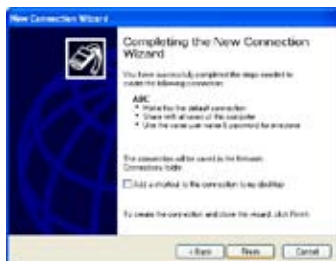 New Connection Wizard
Completing the New Connection
Wizard
You have successfully completed the steps needed to
create the following connection:
ABC
• Make this the default connection
• Share with all users of this computer
• Use the same user name & password for everyone
The connection will be saved in the Network
Connections folder.
Add a shortcut to this connection to my desktop
To create the connection and close this wizard, click Finish.
< Back
Finish
Cancel